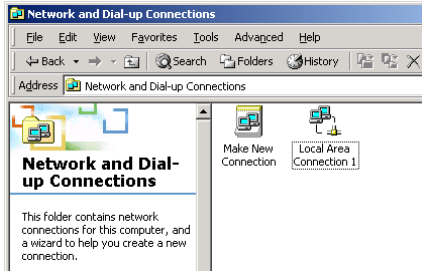 Network and Dial-up Connections
File Edit View Favorites Tools Advanced Help
Back Search Folders History
Address Network and Dial-up Connections
Network and Dial-
up Connections
This folder contains network
connections for this computer, and
a wizard to help you create a new
connection.
Make New
Connection
Local Area
Connection 1